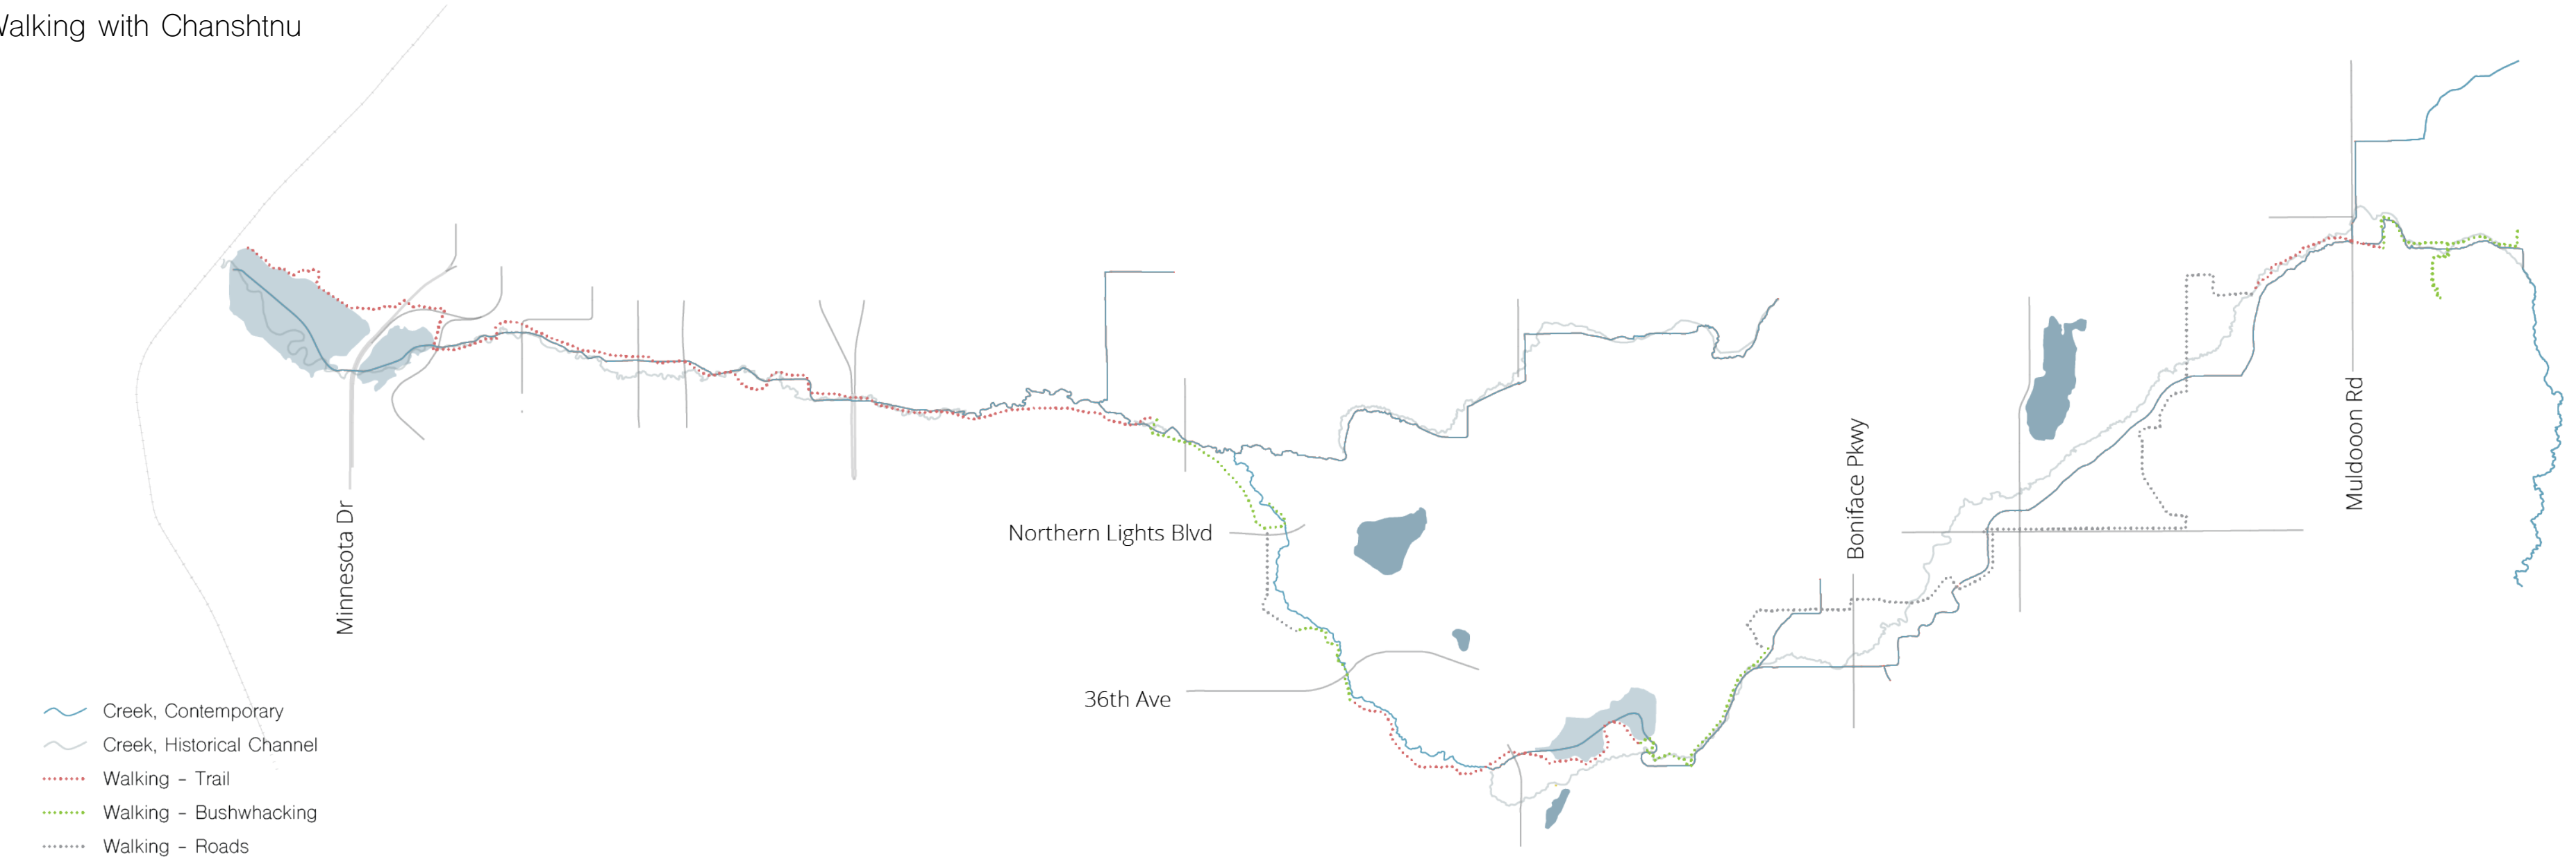 Walking with Chanshtnu
Minnesota Dr
Northern Lights Blvd
36th Ave
Boniface Pkwy
Muldooon Rd
Creek, Contemporary
Creek, Historical Channel
Walking - Trail
Walking - Bushwhacking
Walking - Roads